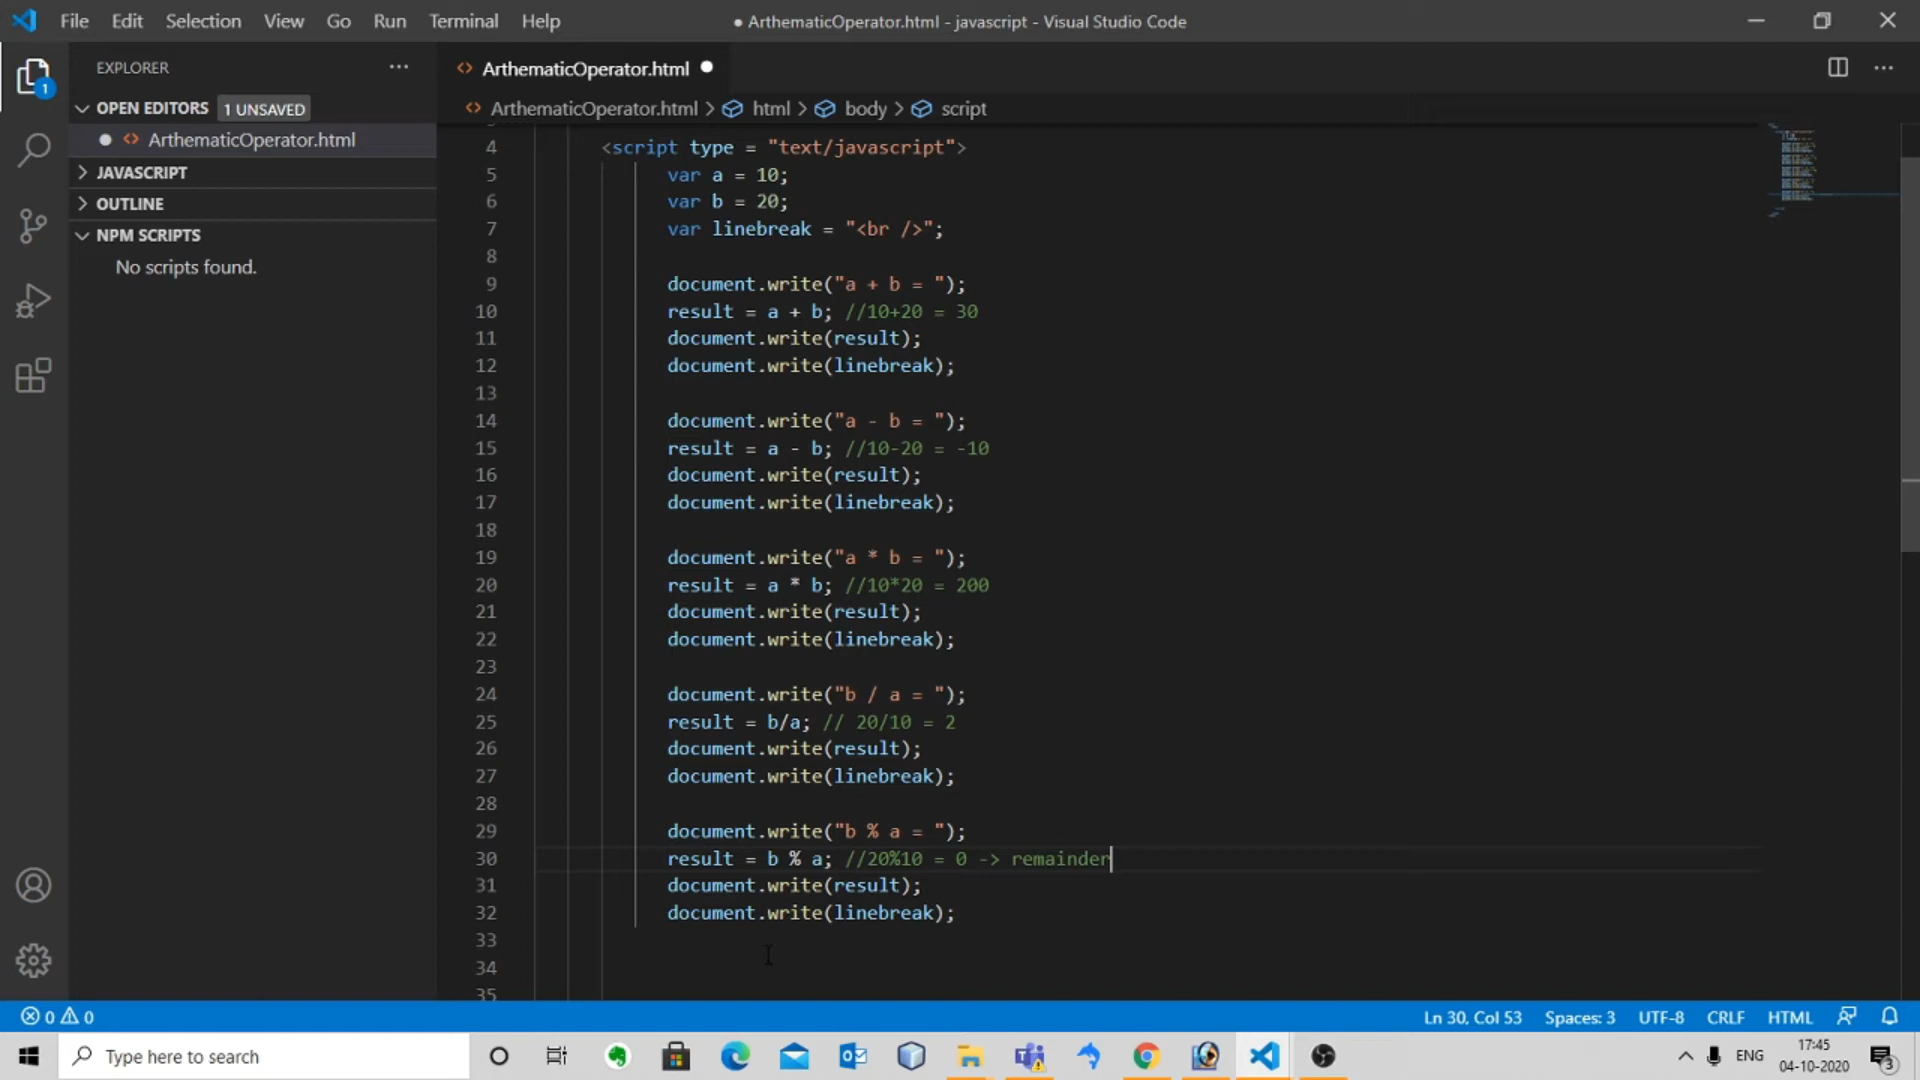 File Edit Selection View Go Run Terminal Help
● ArthematicOperator.html - javascript - Visual Studio Code
EXPLORER
OPEN EDITORS 1 UNSAVED
ArthematicOperator.html
JAVASCRIPT
OUTLINE
NPM SCRIPTS
No scripts found.
1
ArthematicOperator.html
ArthematicOperator.html > html > body > script
4 <script type = "text/javascript">
5 var a = 10;
6 var b = 20;
7 var linebreak = "<br />";
8
9 document.write("a + b = ");
10 result = a + b; //10+20 = 30
11 document.write(result);
12 document.write(linebreak);
13
14 document.write("a - b = ");
15 result = a - b; //10-20 = -10
16 document.write(result);
17 document.write(linebreak);
18
19 document.write("a * b = ");
20 result = a * b; //10*20 = 200
21 document.write(result);
22 document.write(linebreak);
23
24 document.write("b / a = ");
25 result = b/a; // 20/10 = 2
26 document.write(result);
27 document.write(linebreak);
28
29 document.write("b % a = ");
30 result = b % a; //20%10 = 0 -> remainder
31 document.write(result);
32 document.write(linebreak);
33
34
35
0 0
Ln 30, Col 53 Spaces: 3 UTF-8 CRLF HTML
Type here to search
ENG
17:45
04-10-2020
3